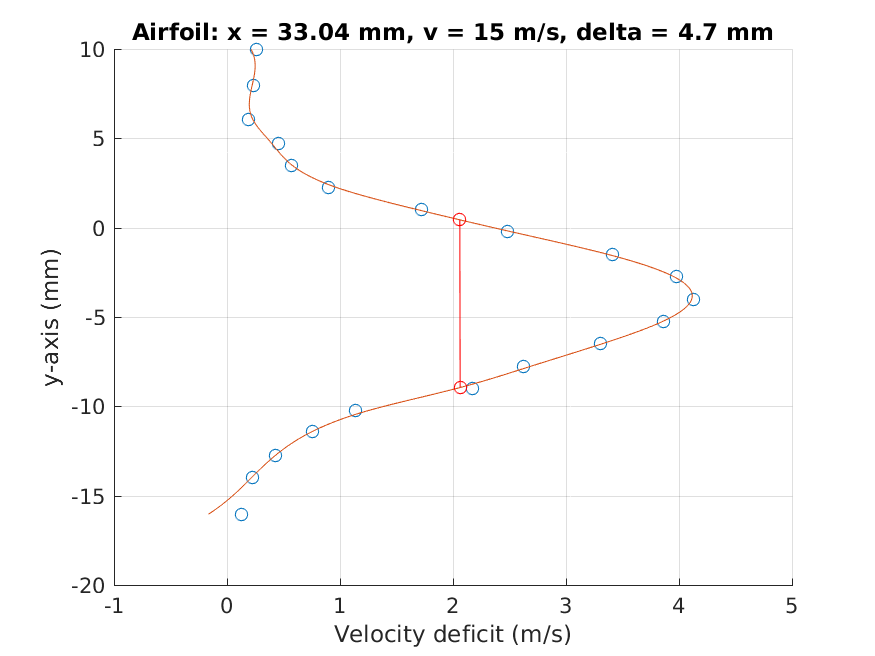 Airfoil: x = 33.04 mm, v = 15 m/s, delta = 4.7 mm
10
5
0
-5
-10
-15
-20
y-axis (mm)
-1 0 1 2 3 4 5
Velocity deficit (m/s)